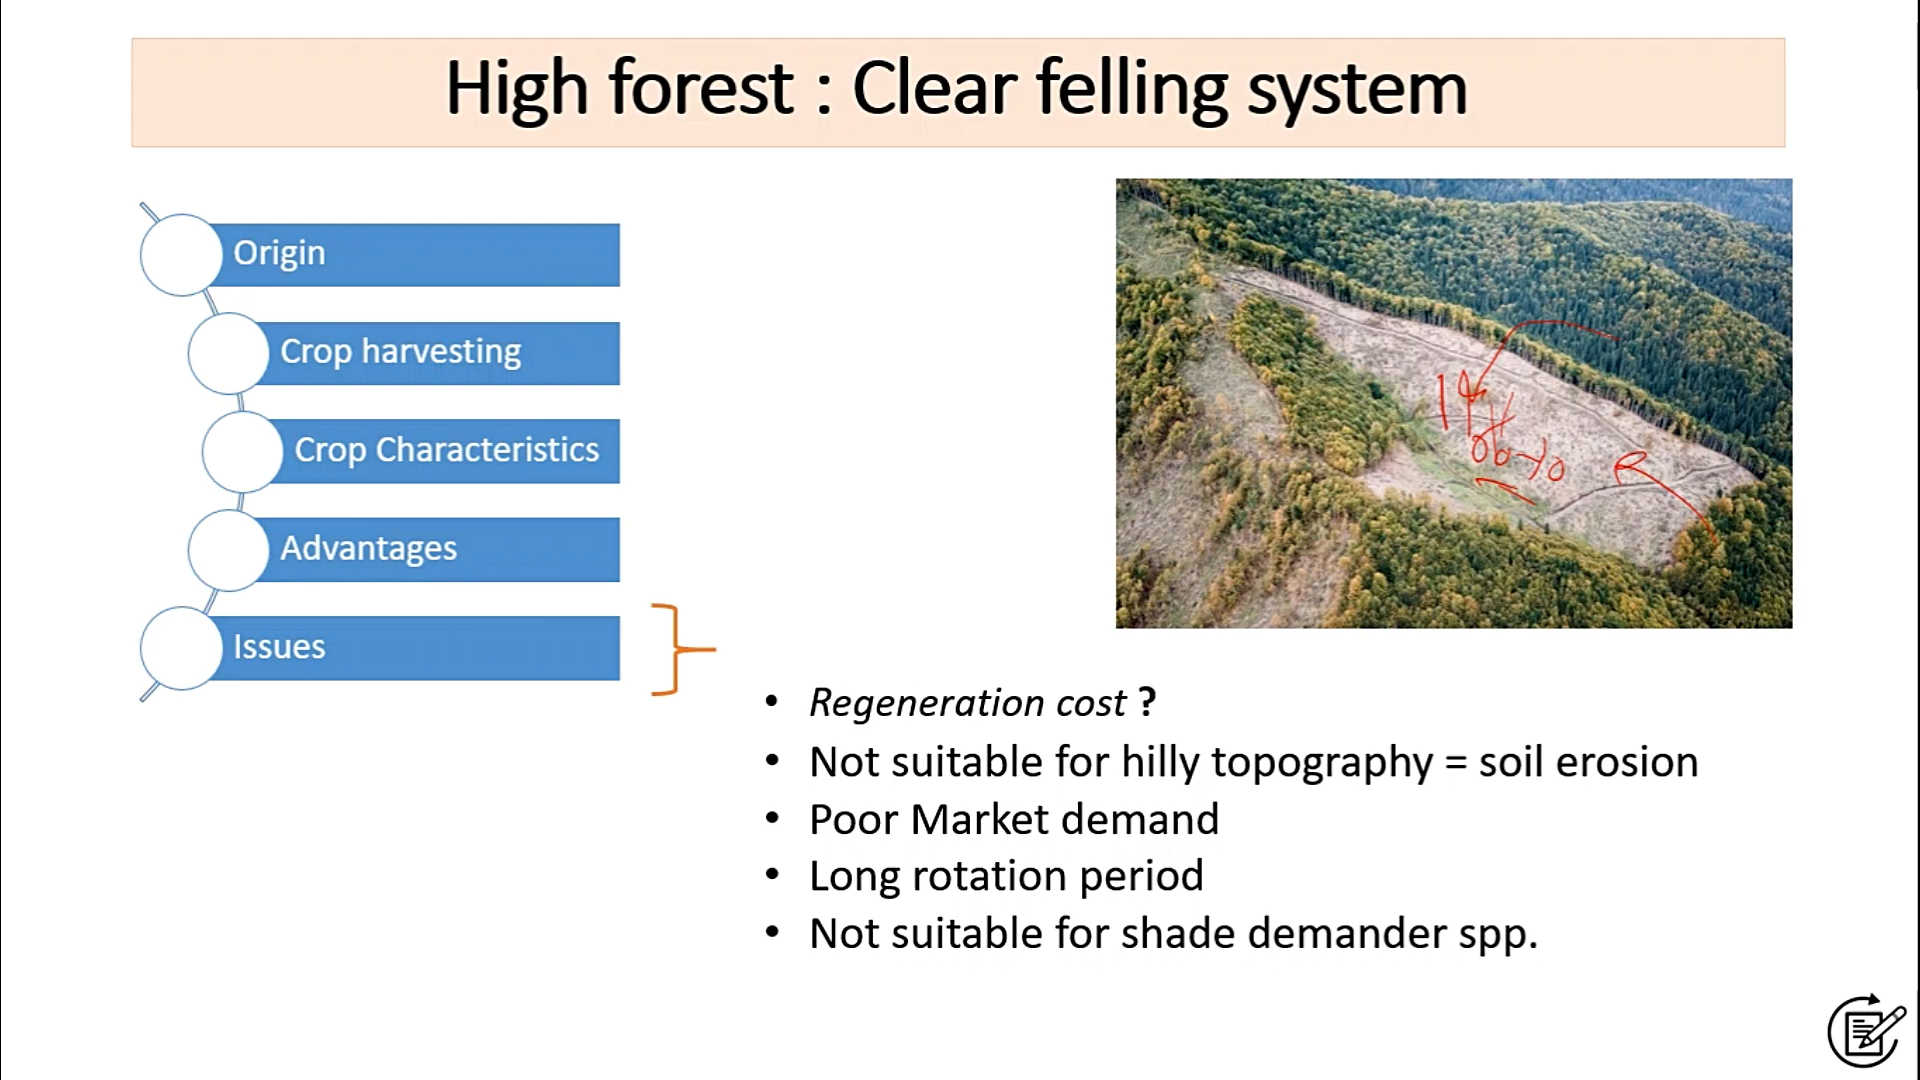 High forest : Clear felling system
Origin
Crop harvesting
Crop Characteristics
Advantages
Issues
• Regeneration cost ?
• Not suitable for hilly topography = soil erosion
• Poor Market demand
• Long rotation period
• Not suitable for shade demander spp.